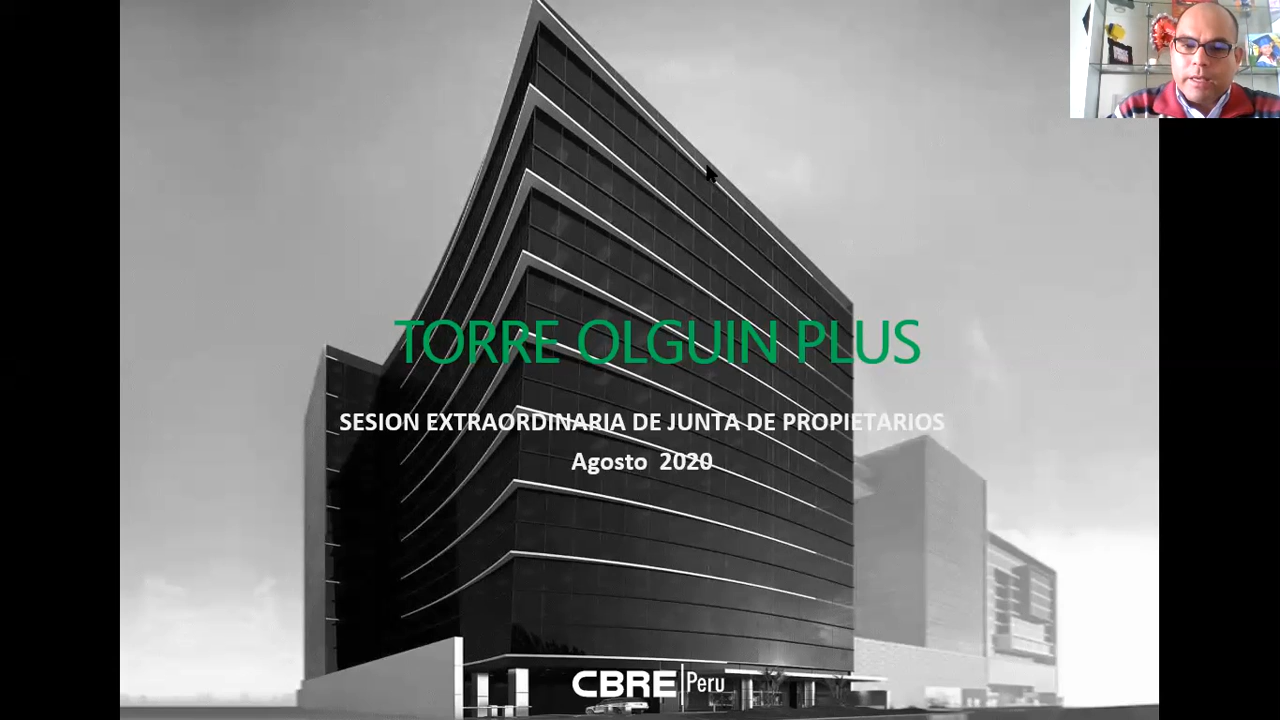 TORRE OLGUIN PLUS
SESION EXTRAORDINARIA DE JUNTA DE PROPIETARIOS
Agosto 2020
CBRE Peru